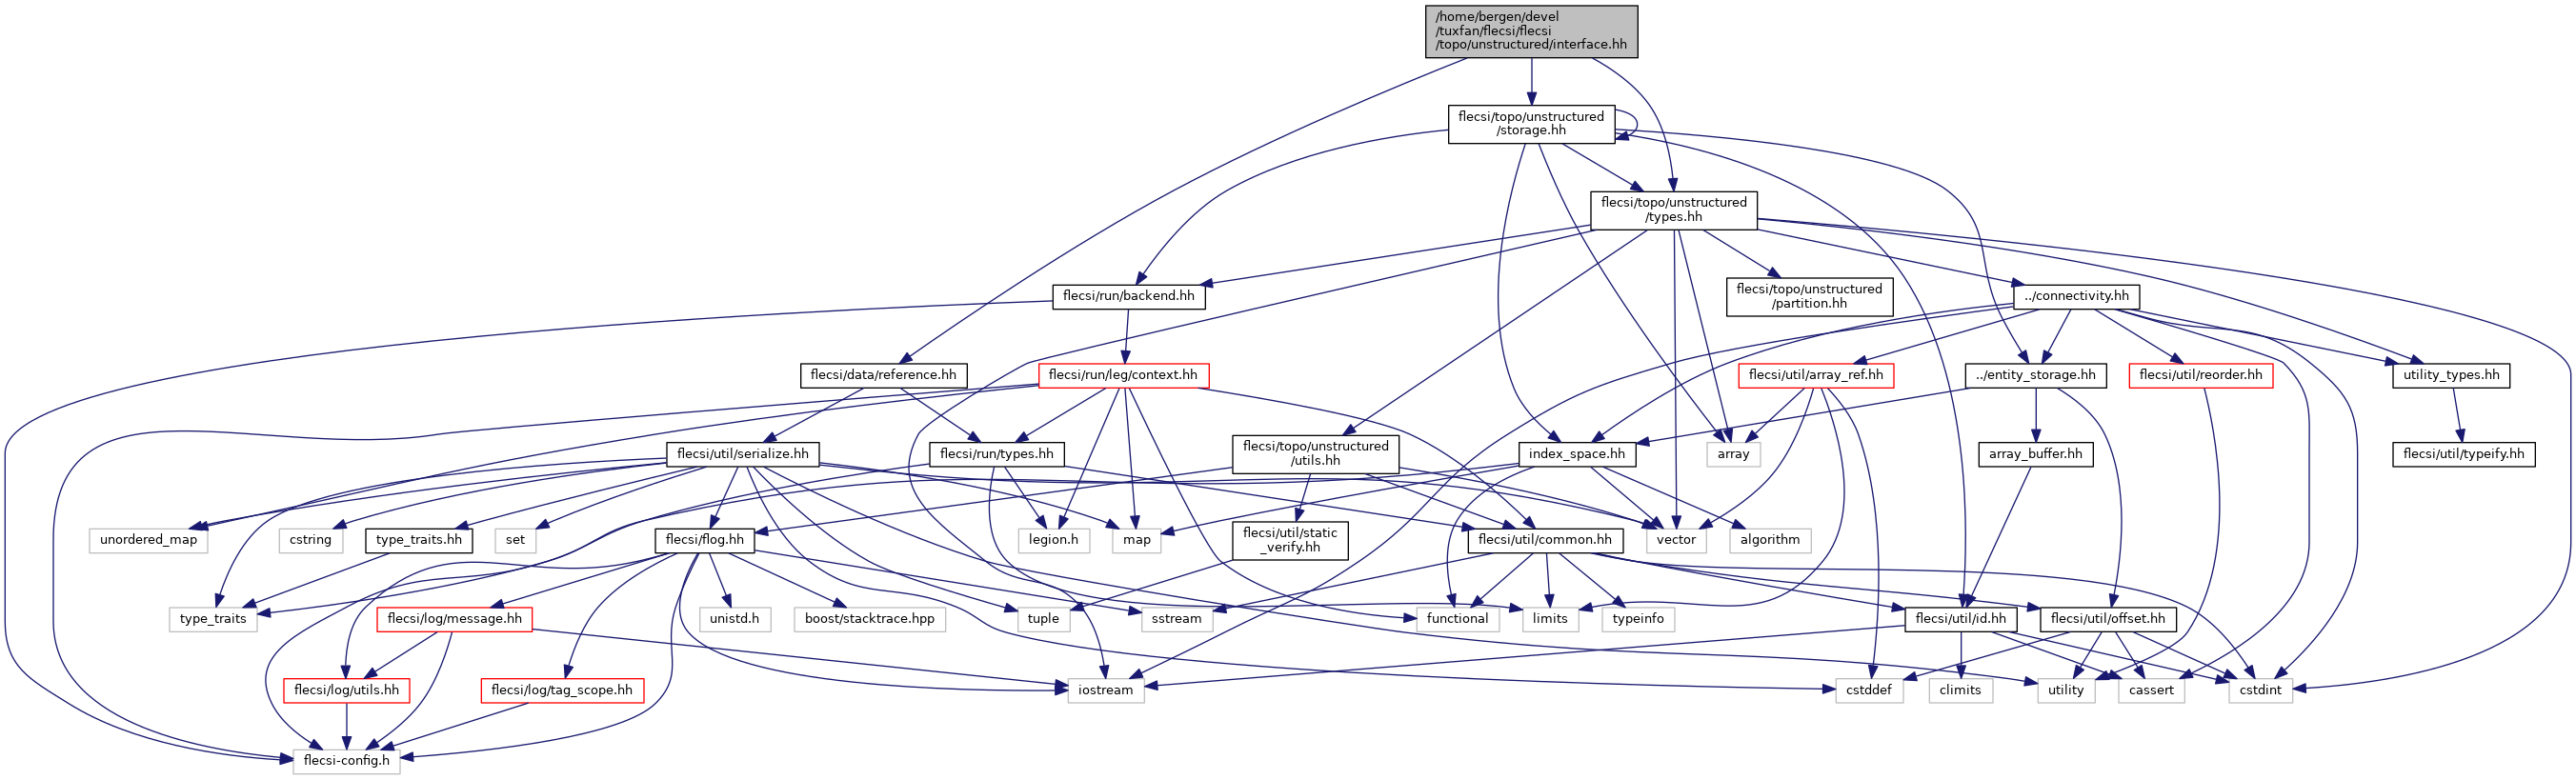 /home/bergen/devel
/tuxfan/flecsi/flecsi
/topo/unstructured/interface.hh
flecsi/topo/unstructured
/storage.hh
flecsi/topo/unstructured
/types.hh
flecsi/run/backend.hh
flecsi/topo/unstructured
/partition.hh
../connectivity.hh
flecsi/data/reference.hh
flecsi/run/leg/context.hh
flecsi/util/array_ref.hh
../entity_storage.hh
flecsi/util/reorder.hh
utility_types.hh
flecsi/util/serialize.hh
flecsi/run/types.hh
flecsi/topo/unstructured
/utils.hh
index_space.hh
array
array_buffer.hh
flecsi/util/typeify.hh
unordered_map
cstring
type_traits.hh
set
flecsi/flog.hh
legion.h
map
flecsi/util/static
_verify.hh
flecsi/util/common.hh
vector
algorithm
type_traits
flecsi/log/message.hh
unistd.h
boost/stacktrace.hpp
tuple
sstream
functional
limits
typeinfo
flecsi/util/id.hh
flecsi/util/offset.hh
flecsi/log/utils.hh
flecsi/log/tag_scope.hh
iostream
cstddef
climits
utility
cassert
cstdint
flecsi-config.h